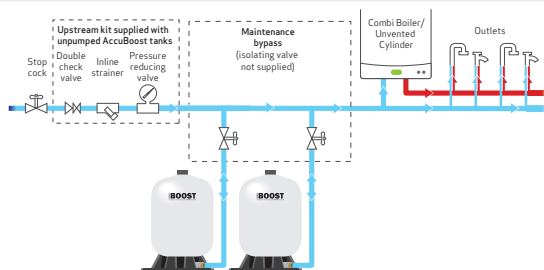 Upstream kit supplied with
unpumped AccuBoost tanks
Stop
cock
Double
check
valve
Inline
strainer
Pressure
reducing
valve
Maintenance
bypass
(isolating valve
not supplied)
Combi Boiler/
Unvented
Cylinder
Outlets
BOOST
BOOST